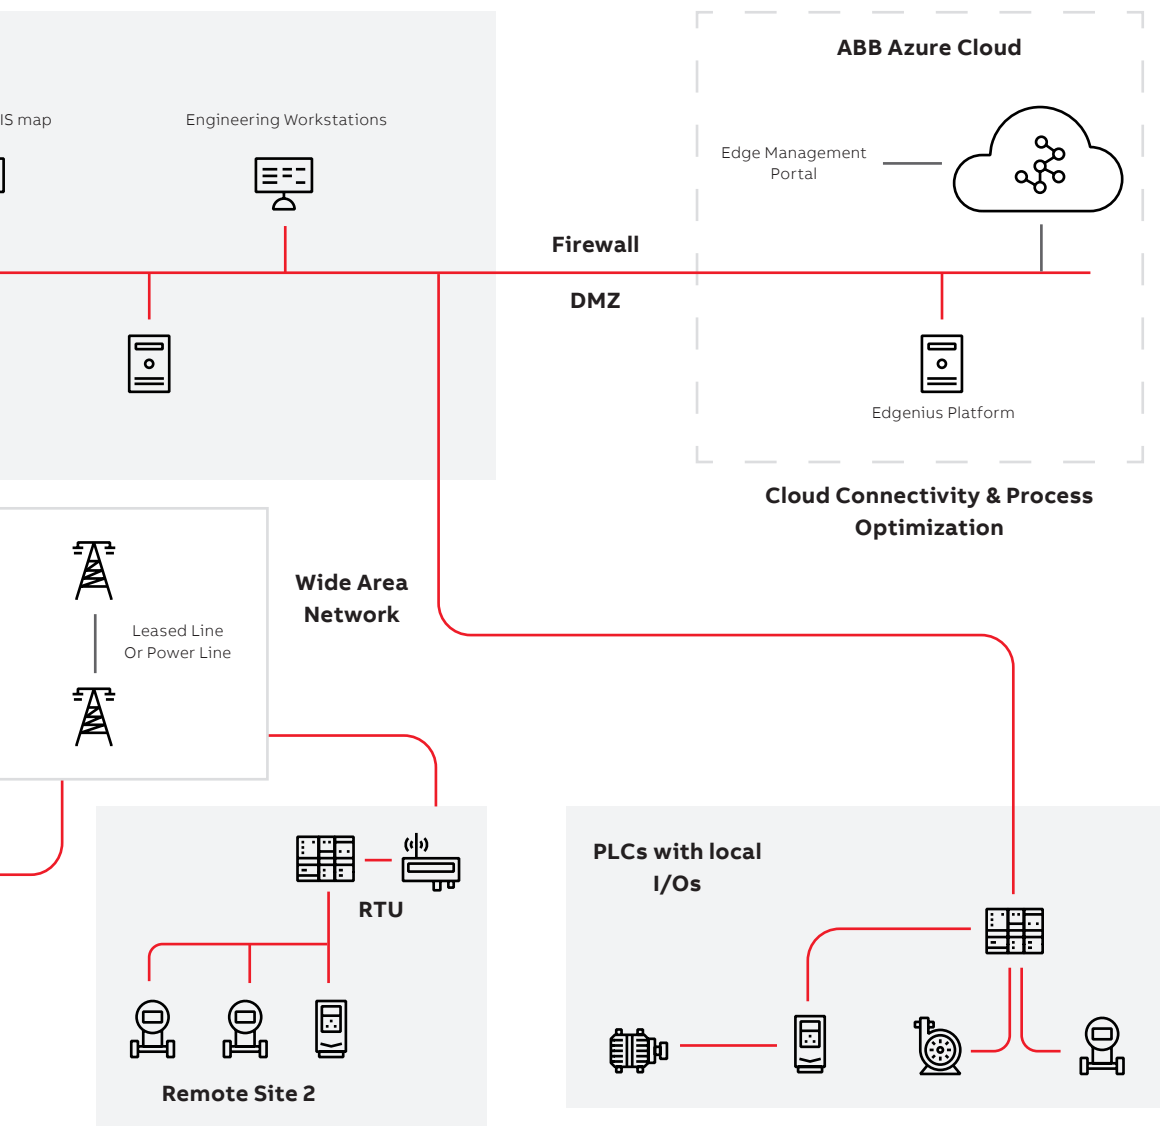 ABB Azure Cloud
IS map
Engineering Workstations
Edge Management
Portal
Firewall
DMZ
Edgenius Platform
Cloud Connectivity & Process
Optimization
Wide Area
Network
Leased Line
Or Power Line
PLCs with local
I/Os
RTU
Remote Site 2